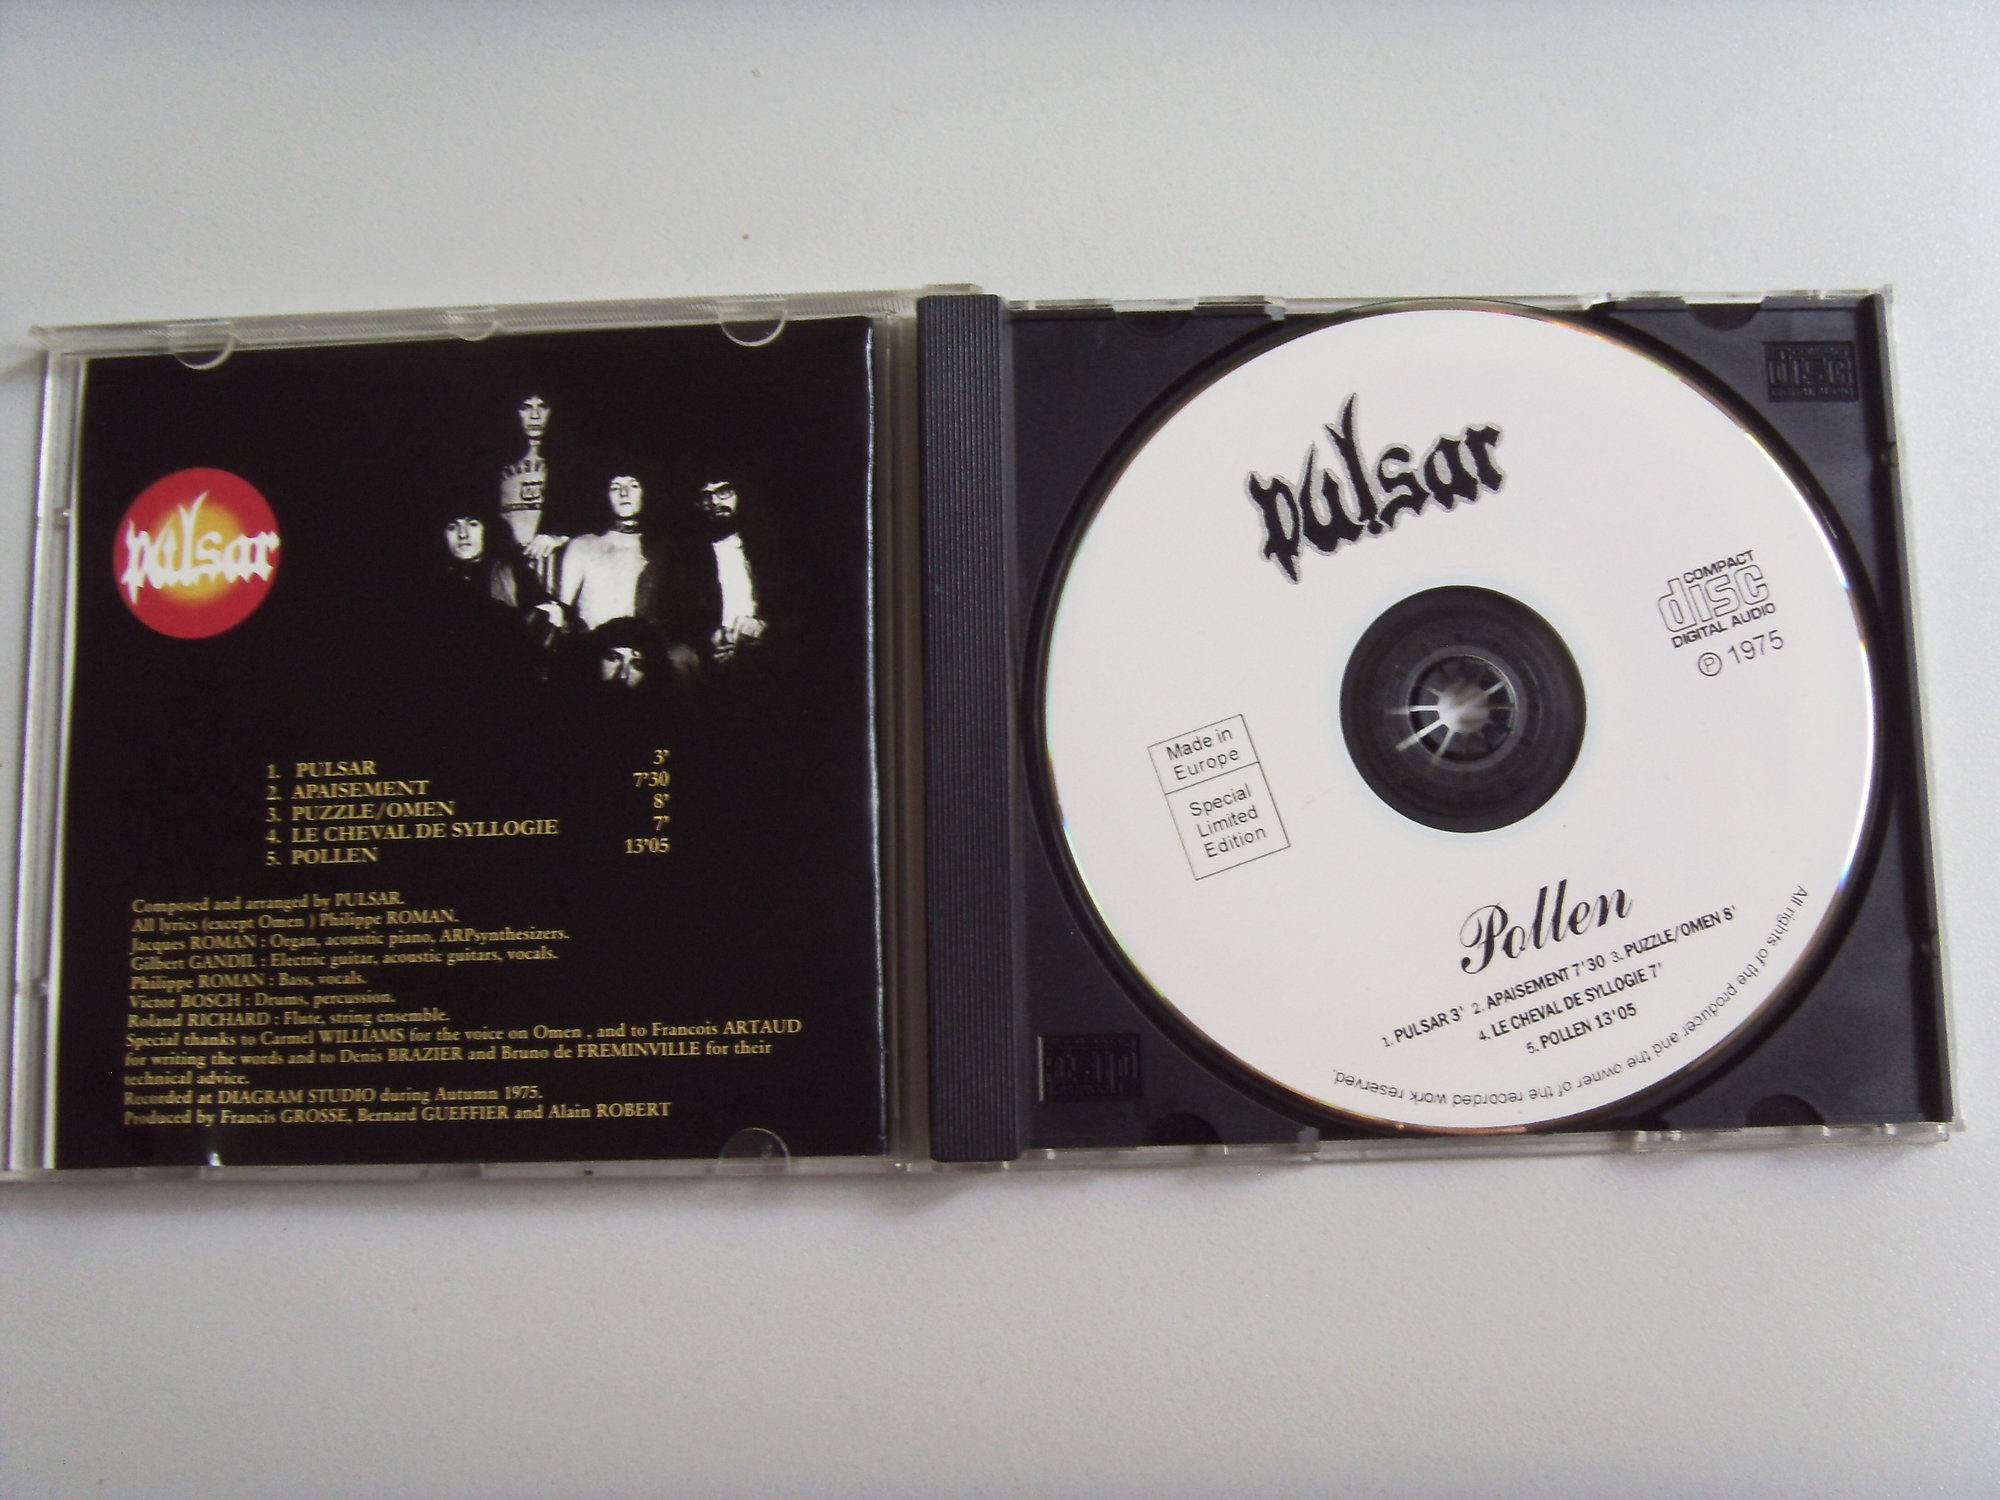 pulsar
1. PULSAR 3'
2. APAISEMENT 7'30
3. PUZZLE/OMEN 8'
4. LE CHEVAL DE SYLLOGIE 7'
5. POLLEN 13'05
Composed and arranged by PULSAR.
All lyrics (except Omen ) Philippe ROMAN.
Jacques ROMAN : Organ, acoustic piano, ARPsynthesizers.
Gilbert GANDIL : Electric guitar, acoustic guitars, vocals.
Philippe ROMAN : Bass, vocals.
Victor BOSCH : Drums, percussion.
Roland RICHARD : Flute, string ensemble.
Special thanks to Carmel WILLIAMS for the voice on Omen , and to Francois ARTAUD
for writing the words and to Denis BRAZIER and Bruno de FREMINVILLE for their
technical advice.
Recorded at DIAGRAM STUDIO during Autumn 1975.
Produced by Francis GROSSE, Bernard GUEFFIER and Alain ROBERT
pulsar
COMPACT
disc
DIGITAL AUDIO
℗ 1975
Made in
Europe
Special
Limited
Edition
Pollen
1. PULSAR 3' 2. APAISEMENT 7'30 3. PUZZLE/OMEN 8'
4. LE CHEVAL DE SYLLOGIE 7'
5. POLLEN 13'05
All rights of the producer and the owner of the recorded work reserved.
COMPACT
disc
DIGITAL AUDIO